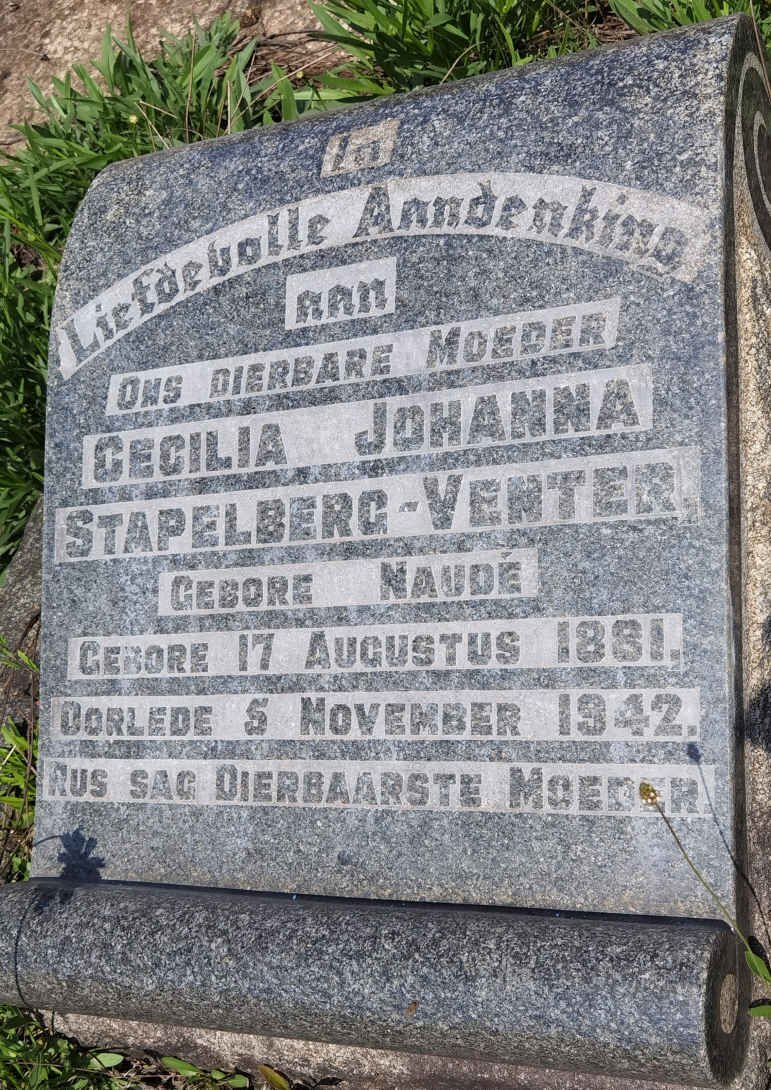 In
Liefdevolle Aandenking
aan
ONS DIERBARE MOEDER
CECILIA JOHANNA
STAPELBERG-VENTER
GEBORE NAUDÉ
GEBORE 17 AUGUSTUS 1881.
OORLEDE 5 NOVEMBER 1942.
RUS SAG DIERBAARSTE MOEDER